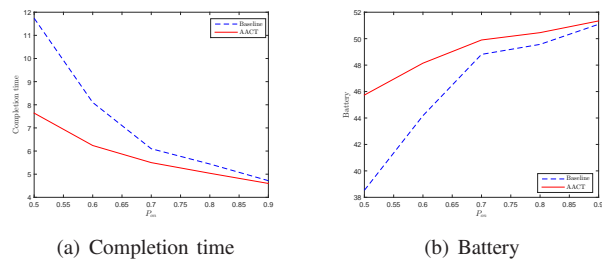 12
11
10
9
8
7
6
5
4
Completion time
0.5 0.55 0.6 0.65 0.7 0.75 0.8 0.85 0.9
P_on
Baseline
AACT
(a) Completion time
52
50
48
46
44
42
40
38
Battery
0.5 0.55 0.6 0.65 0.7 0.75 0.8 0.85 0.9
P_on
Baseline
AACT
(b) Battery